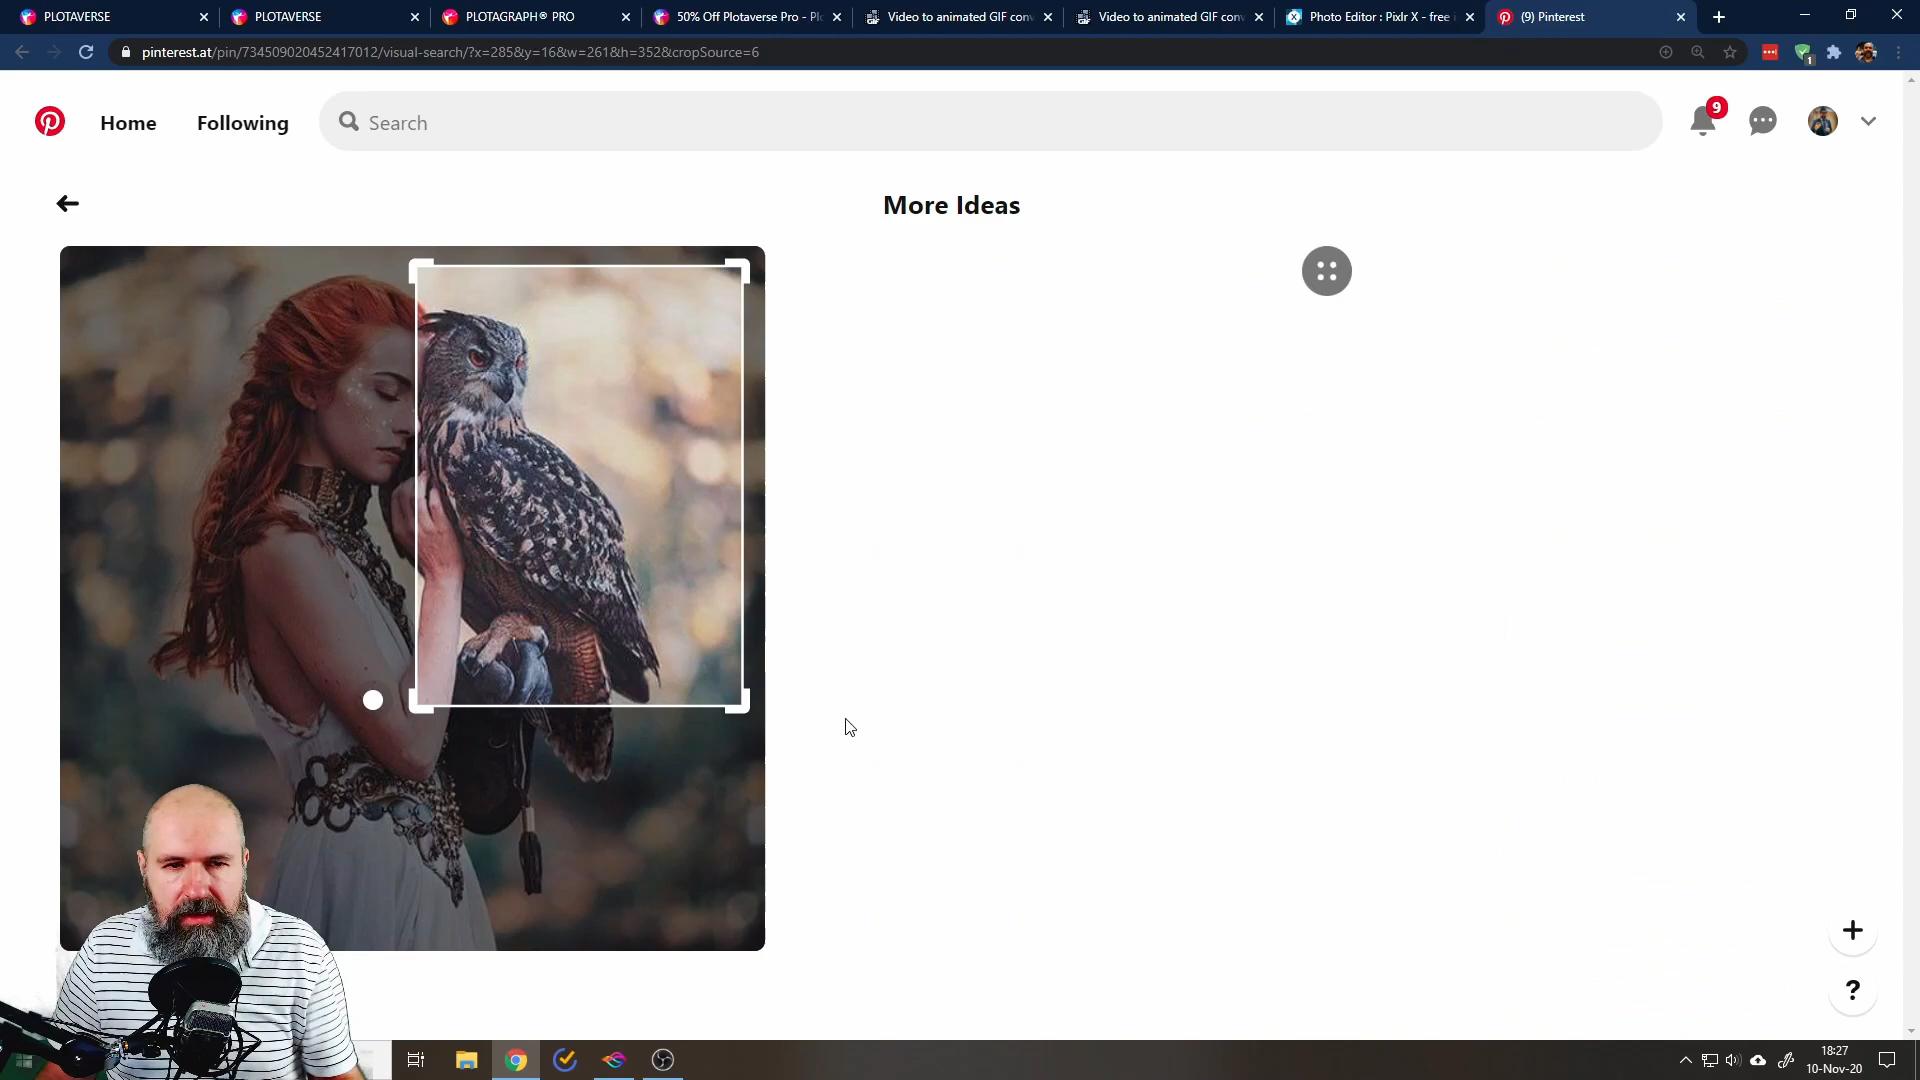 PLOTAVERSE
PLOTAVERSE
PLOTAGRAPH® PRO
50% Off Plotaverse Pro - Pl
Video to animated GIF conv
Video to animated GIF conv
Photo Editor : Pixlr X - free i
(9) Pinterest
pinterest.at/pin/734509020452417012/visual-search/?x=285&y=16&w=261&h=352&cropSource=6
1
Home
Following
Search
9
More Ideas
?
18:27
10-Nov-20